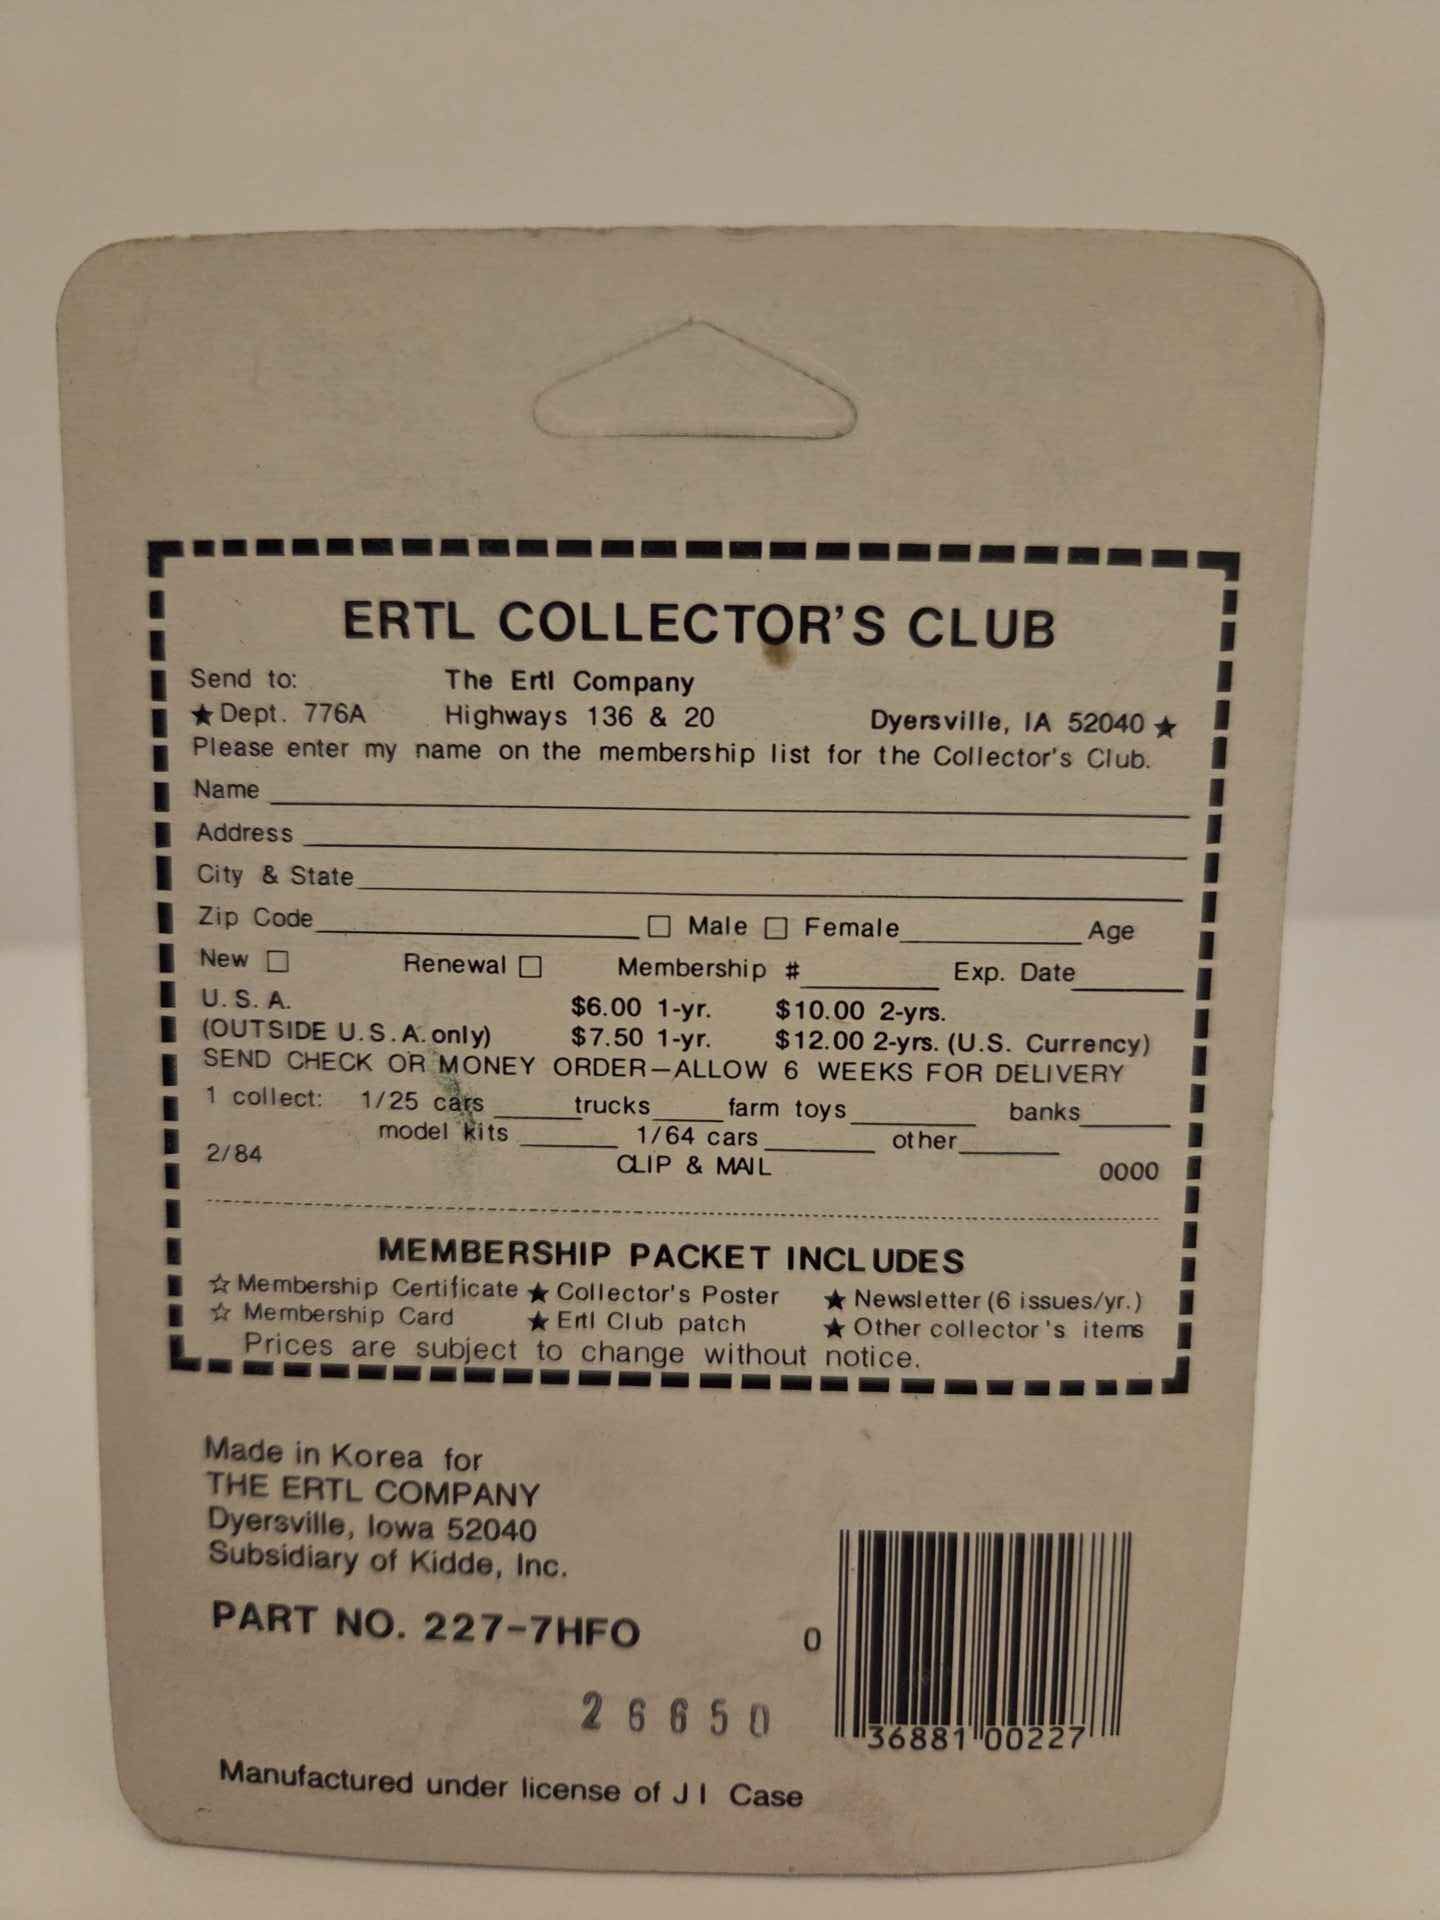 ERTL COLLECTOR'S CLUB
Send to: The Ertl Company
★ Dept. 776A Highways 136 & 20 Dyersville, IA 52040 ★
Please enter my name on the membership list for the Collector's Club.
Name
Address
City & State
Zip Code □ Male □ Female Age
New □ Renewal □ Membership # Exp. Date
U.S.A. $6.00 1-yr. $10.00 2-yrs.
(OUTSIDE U.S.A. only) $7.50 1-yr. $12.00 2-yrs. (U.S. Currency)
SEND CHECK OR MONEY ORDER—ALLOW 6 WEEKS FOR DELIVERY
1 collect: 1/25 cars trucks farm toys banks
model kits 1/64 cars other
2/84 CLIP & MAIL 0000
MEMBERSHIP PACKET INCLUDES
☆ Membership Certificate ★ Collector's Poster ★ Newsletter (6 issues/yr.)
☆ Membership Card ★ Ertl Club patch ★ Other collector's items
Prices are subject to change without notice.
Made in Korea for
THE ERTL COMPANY
Dyersville, Iowa 52040
Subsidiary of Kidde, Inc.
PART NO. 227-7HFO
0 36881 00227
26650
Manufactured under license of J I Case